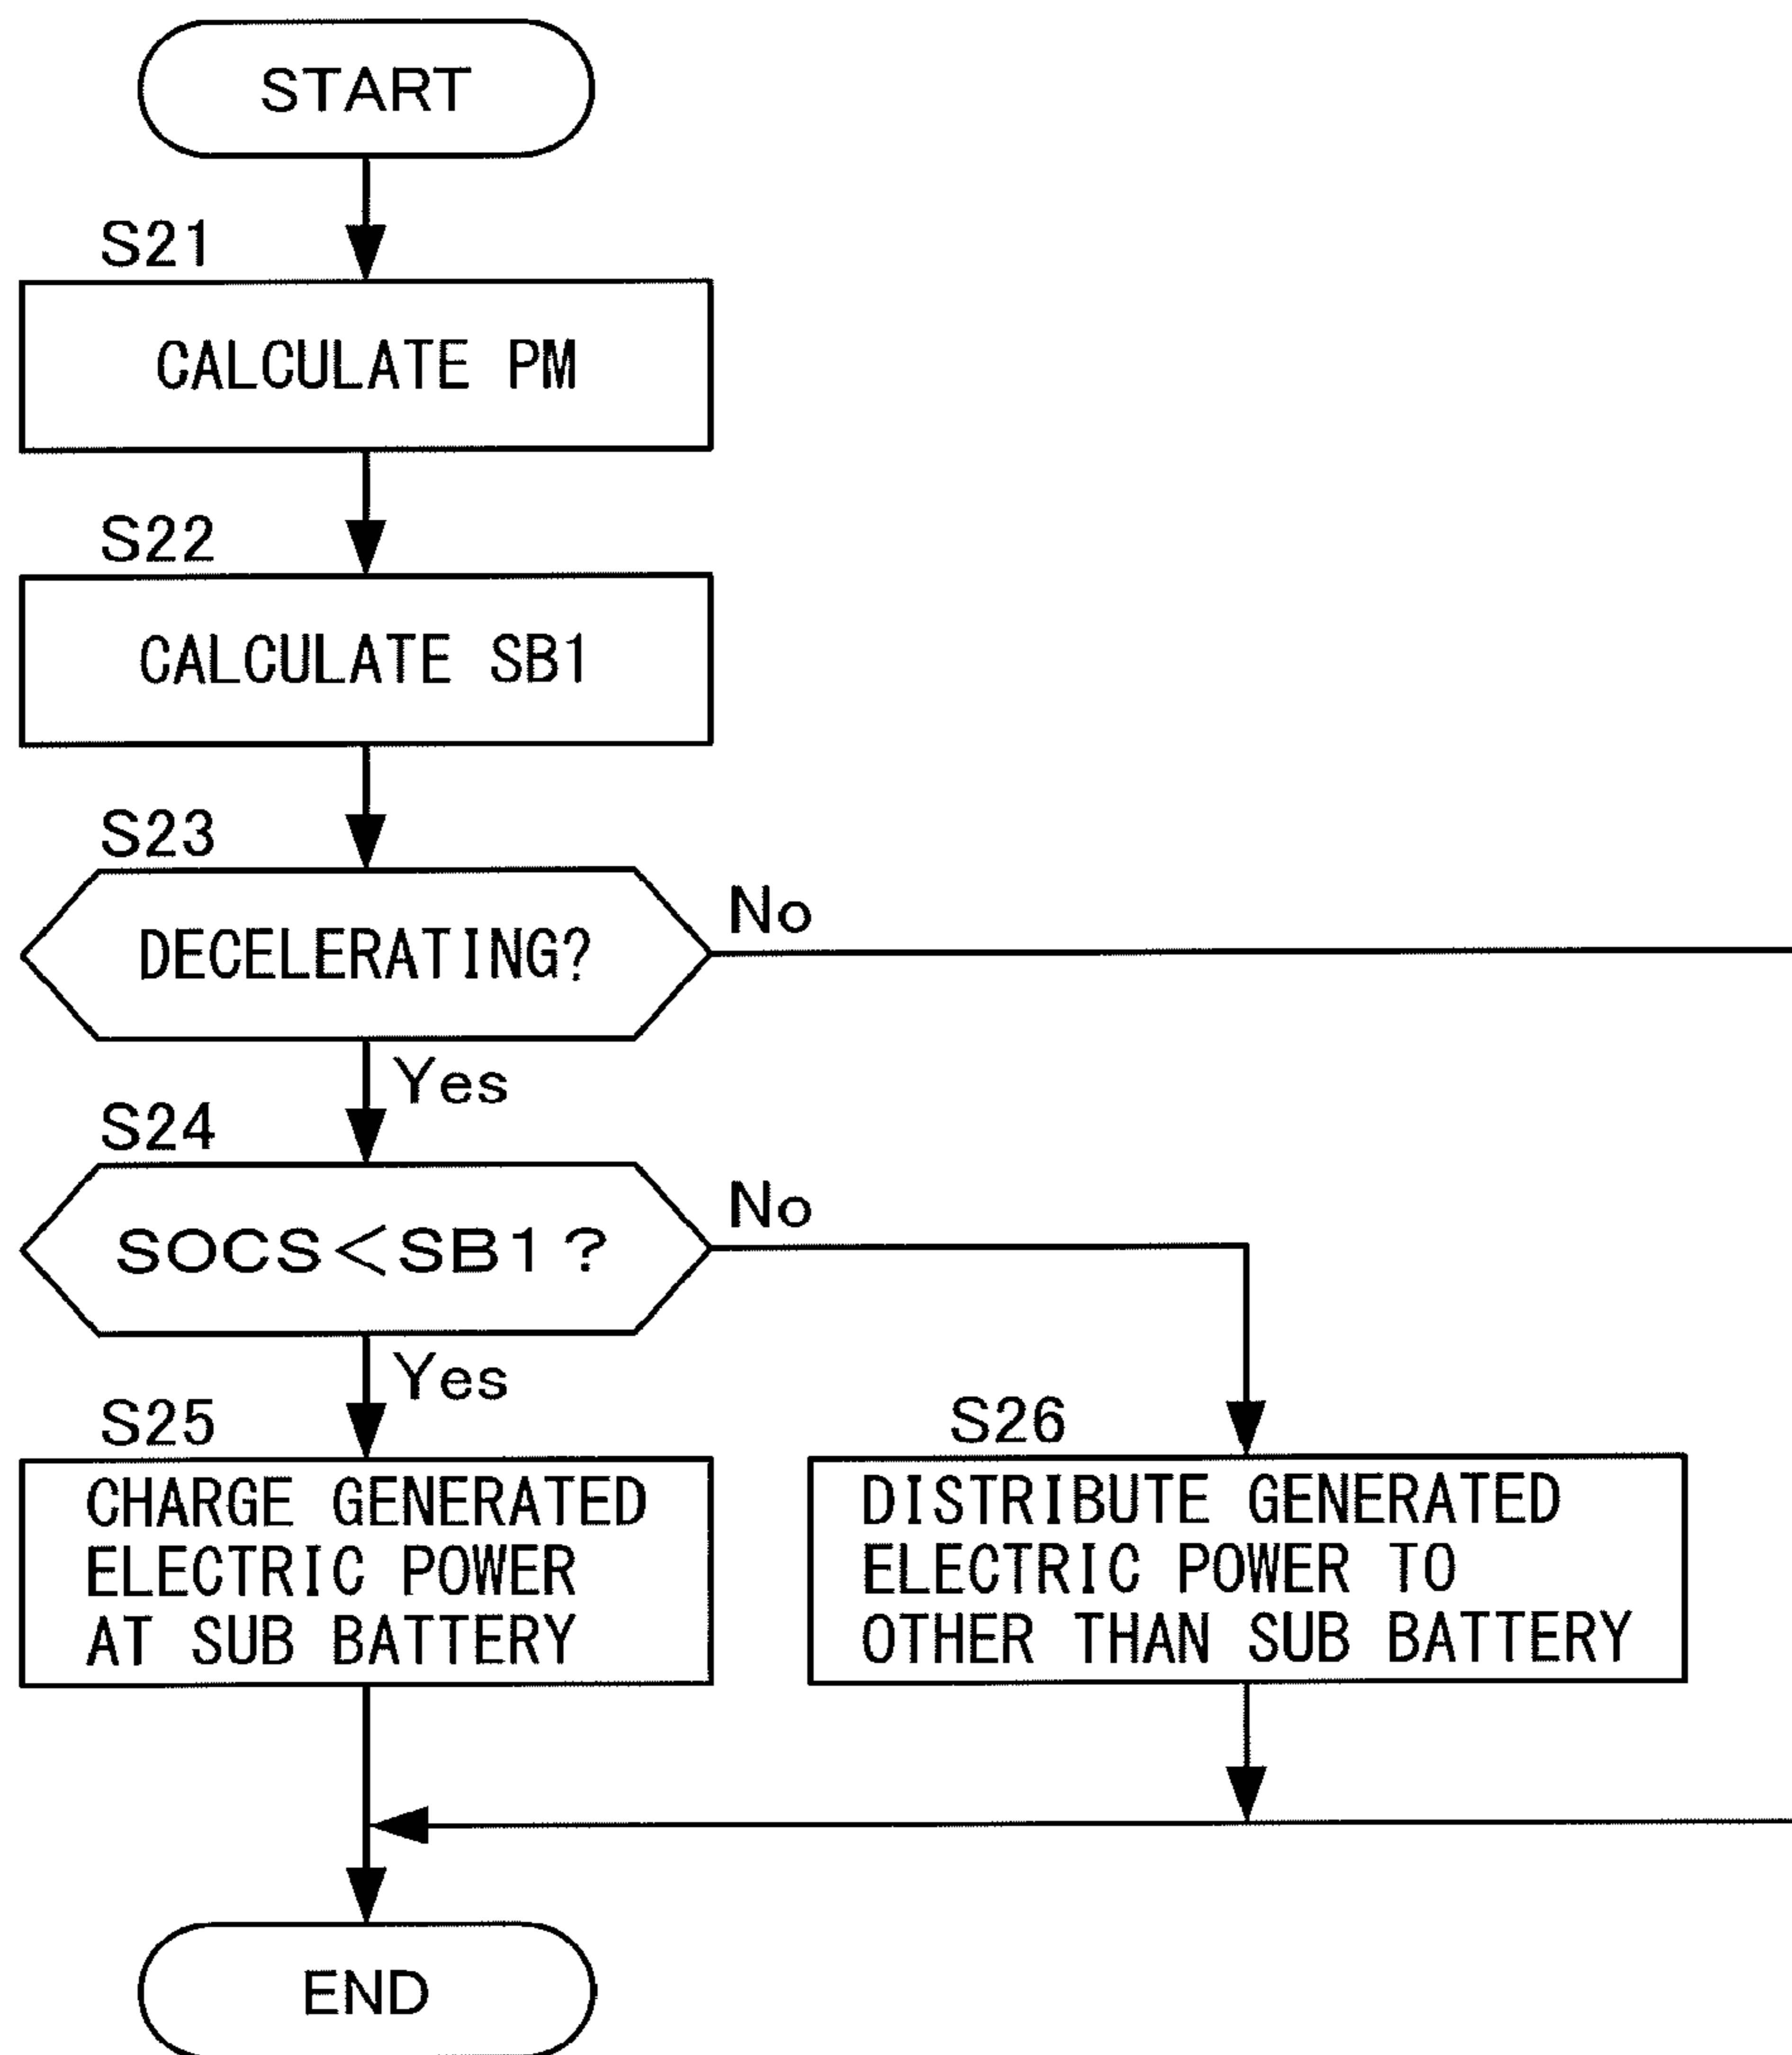 START
S21
CALCULATE PM
S22
CALCULATE SB1
S23
DECELERATING?
No
Yes
S24
SOCS<SB1?
No
Yes
S25
CHARGE GENERATED
ELECTRIC POWER
AT SUB BATTERY
S26
DISTRIBUTE GENERATED
ELECTRIC POWER TO
OTHER THAN SUB BATTERY
END